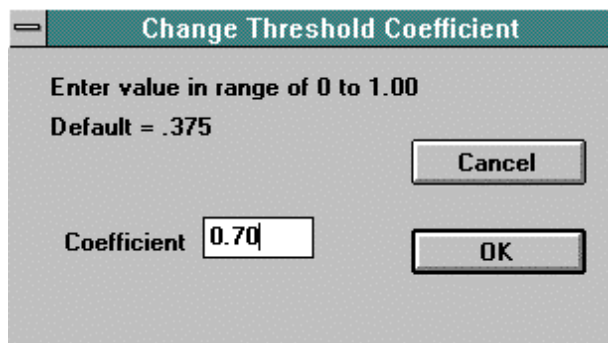 Change Threshold Coefficient
Enter value in range of 0 to 1.00
Default = .375
Cancel
Coefficient 0.70
OK